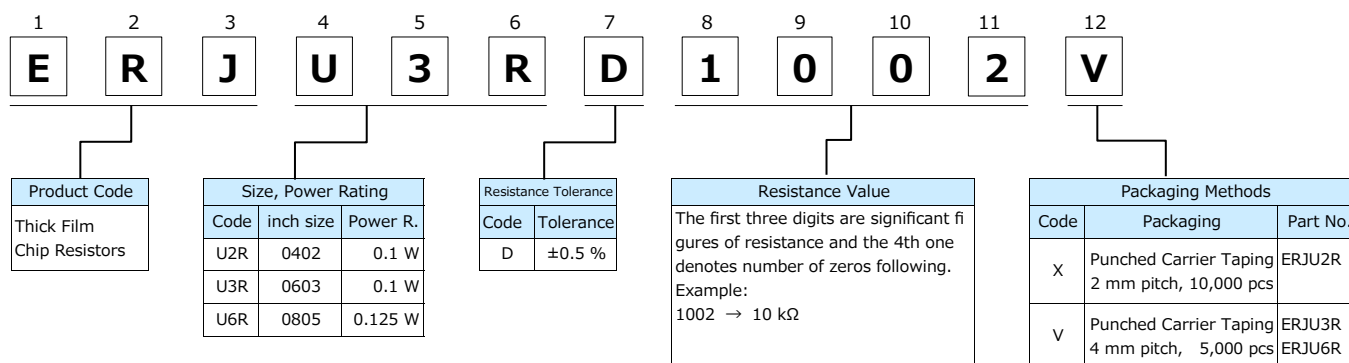 1 2 3 4 5 6 7 8 9 10 11 12
E R J U 3 R D 1 0 0 2 V
Product Code
Thick Film
Chip Resistors
Size, Power Rating
Code inch size Power R.
U2R 0402 0.1 W
U3R 0603 0.1 W
U6R 0805 0.125 W
Resistance Tolerance
Code Tolerance
D ±0.5 %
Resistance Value
The first three digits are significant fi
gures of resistance and the 4th one
denotes number of zeros following.
Example:
1002 → 10 kΩ
Packaging Methods
Code Packaging Part No.
X Punched Carrier Taping ERJU2R
2 mm pitch, 10,000 pcs
V Punched Carrier Taping ERJU3R
4 mm pitch, 5,000 pcs ERJU6R